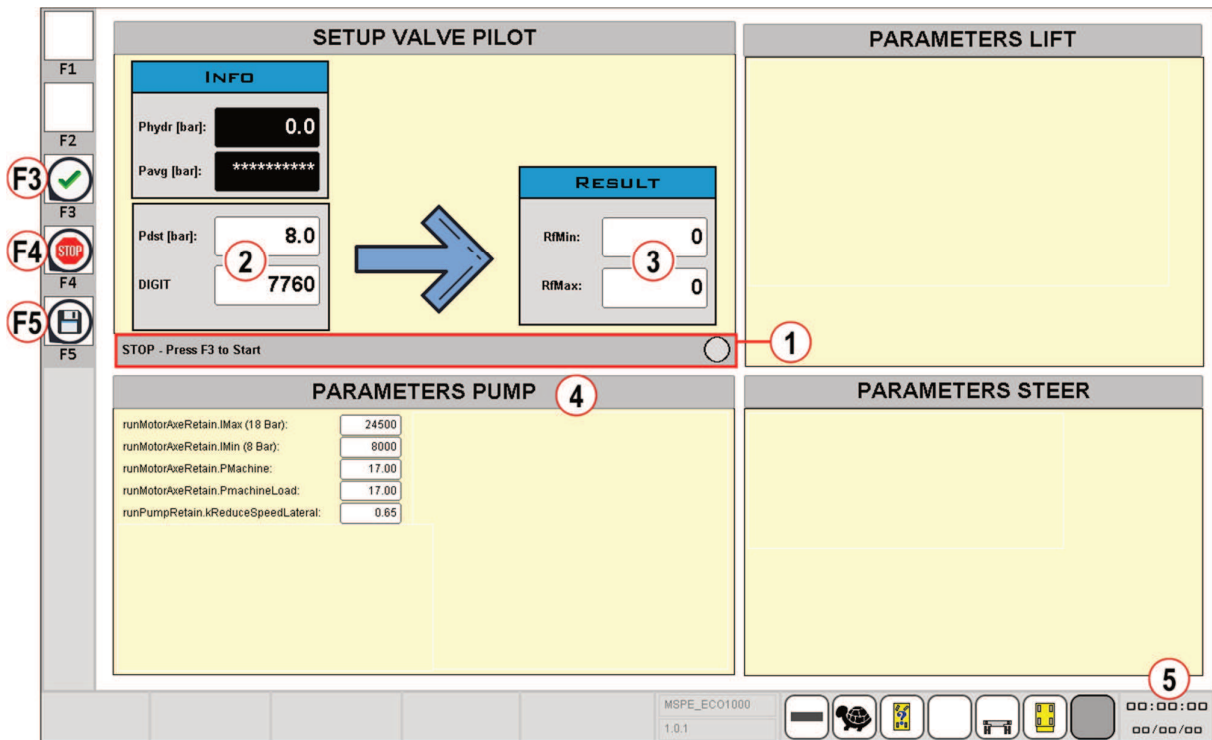 SETUP VALVE PILOT
PARAMETERS LIFT
F1
INFO
Phydr [bar]: 0.0
F2
Pavg [bar]: **********
F3
F3
RESULT
Pdst [bar]: 8.0
RfMin: 0
F4
STOP
2
3
F4
DIGIT 7760
RfMax: 0
F5
F5
STOP - Press F3 to Start
1
PARAMETERS PUMP
4
PARAMETERS STEER
runMotorAxeRetain.IMax (18 Bar): 24500
runMotorAxeRetain.IMin (8 Bar): 8000
runMotorAxeRetain.PMachine: 17.00
runMotorAxeRetain.PmachineLoad: 17.00
runPumpRetain.kReduceSpeedLateral: 0.65
5
MSPE_ECO1000
?
00:00:00
1.0.1
00/00/00